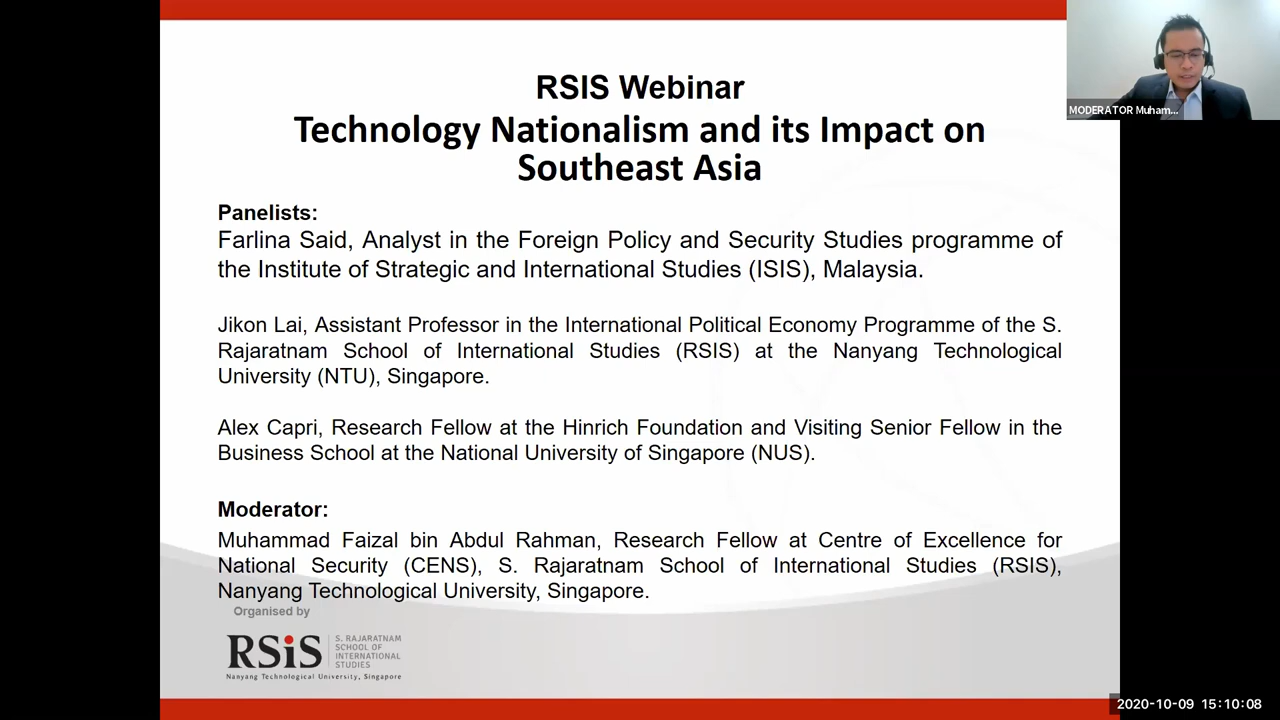 RSIS Webinar
Technology Nationalism and its Impact on
Southeast Asia
Panelists:
Farlina Said, Analyst in the Foreign Policy and Security Studies programme of
the Institute of Strategic and International Studies (ISIS), Malaysia.
Jikon Lai, Assistant Professor in the International Political Economy Programme of the S.
Rajaratnam School of International Studies (RSIS) at the Nanyang Technological
University (NTU), Singapore.
Alex Capri, Research Fellow at the Hinrich Foundation and Visiting Senior Fellow in the
Business School at the National University of Singapore (NUS).
Moderator:
Muhammad Faizal bin Abdul Rahman, Research Fellow at Centre of Excellence for
National Security (CENS), S. Rajaratnam School of International Studies (RSIS),
Nanyang Technological University, Singapore.
Organised by
RSiS
S. RAJARATNAM
SCHOOL OF
INTERNATIONAL
STUDIES
Nanyang Technological University, Singapore
MODERATOR Muham...
2020-10-09 15:10:08